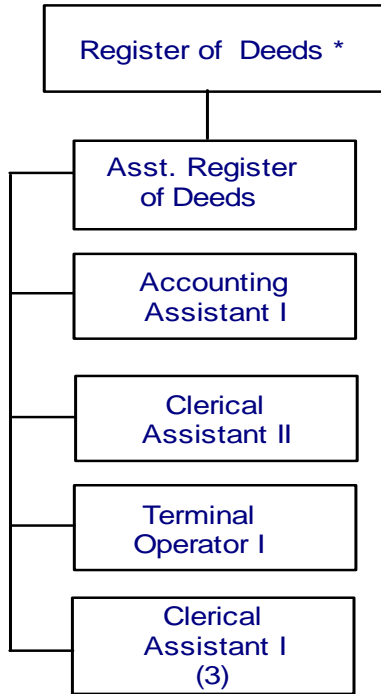 Register of Deeds *
Asst. Register
of Deeds
Accounting
Assistant I
Clerical
Assistant II
Terminal
Operator I
Clerical
Assistant I
(3)